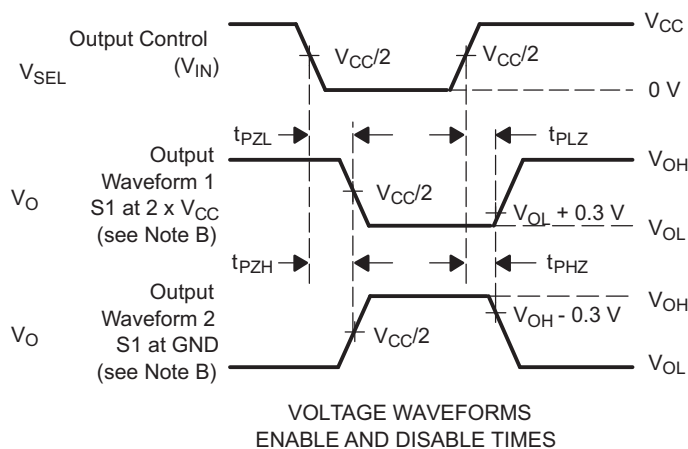 Output Control
(VIN)
VSEL
VCC/2
VCC/2
VCC
0 V
tPZL
tPLZ
Output
Waveform 1
S1 at 2 x VCC
(see Note B)
VO
VCC/2
VOL + 0.3 V
VOH
VOL
tPZH
tPHZ
Output
Waveform 2
S1 at GND
(see Note B)
VO
VCC/2
VOH - 0.3 V
VOH
VOL
VOLTAGE WAVEFORMS
ENABLE AND DISABLE TIMES